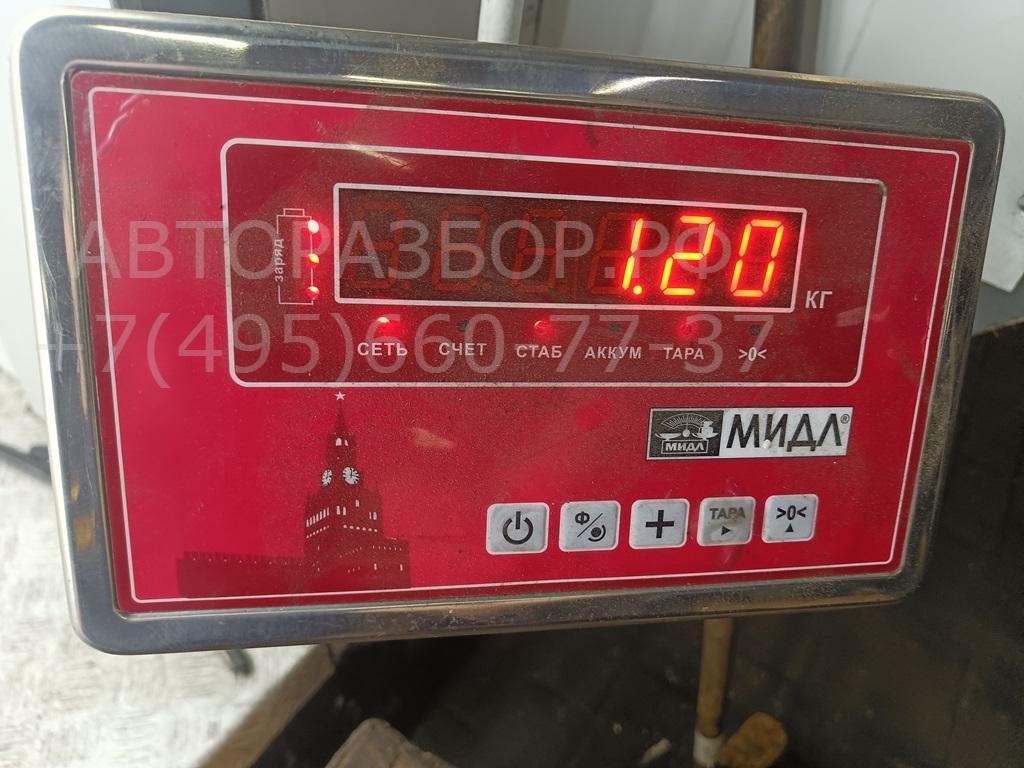 заряд
1.20
КГ
СЕТЬ СЧЕТ СТАБ АККУМ ТАРА >0<
АВТОРАЗБОР.РФ
+7(495)660-77-37
МИДЛ МИДЛ®
Ф + ТАРА >0<